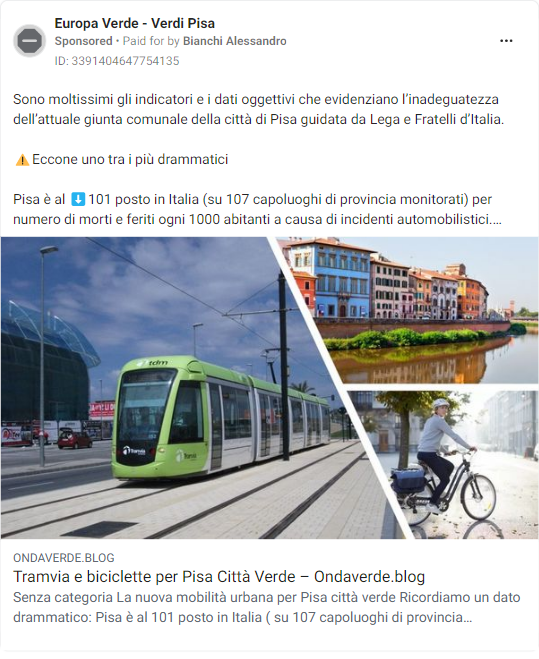 Europa Verde - Verdi Pisa
Sponsored • Paid for by Bianchi Alessandro
ID: 3391404647754135
Sono moltissimi gli indicatori e i dati oggettivi che evidenziano l’inadeguatezza
dell’attuale giunta comunale della città di Pisa guidata da Lega e Fratelli d’Italia.
⚠️Eccone uno tra i più drammatici
Pisa è al ⬇️101 posto in Italia (su 107 capoluoghi di provincia monitorati) per
numero di morti e feriti ogni 1000 abitanti a causa di incidenti automobilistici....
tdm
Tranvía
ONDAVERDE.BLOG
Tramvia e biciclette per Pisa Città Verde – Ondaverde.blog
Senza categoria La nuova mobilità urbana per Pisa città verde Ricordiamo un dato
drammatico: Pisa è al 101 posto in Italia ( su 107 capoluoghi di provincia...